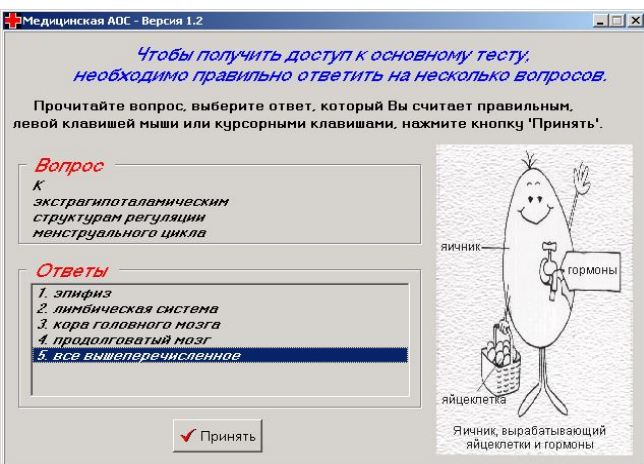 Медицинская АОС - Версия 1.2
Чтобы получить доступ к основному тесту,
необходимо правильно ответить на несколько вопросов.
Прочитайте вопрос, выберите ответ, который Вы считает правильным,
левой клавишей мыши или курсорными клавишами, нажмите кнопку 'Принять'.
Вопрос
К
экстрагипоталамическим
структурам регуляции
менструального цикла
Ответы
1. эпифиз
2. лимбическая система
3. кора головного мозга
4. продолговатый мозг
5. все вышеперечисленное
Принять
яичник
гормоны
яйцеклетка
Яичник, вырабатывающий
яйцеклетки и гормоны